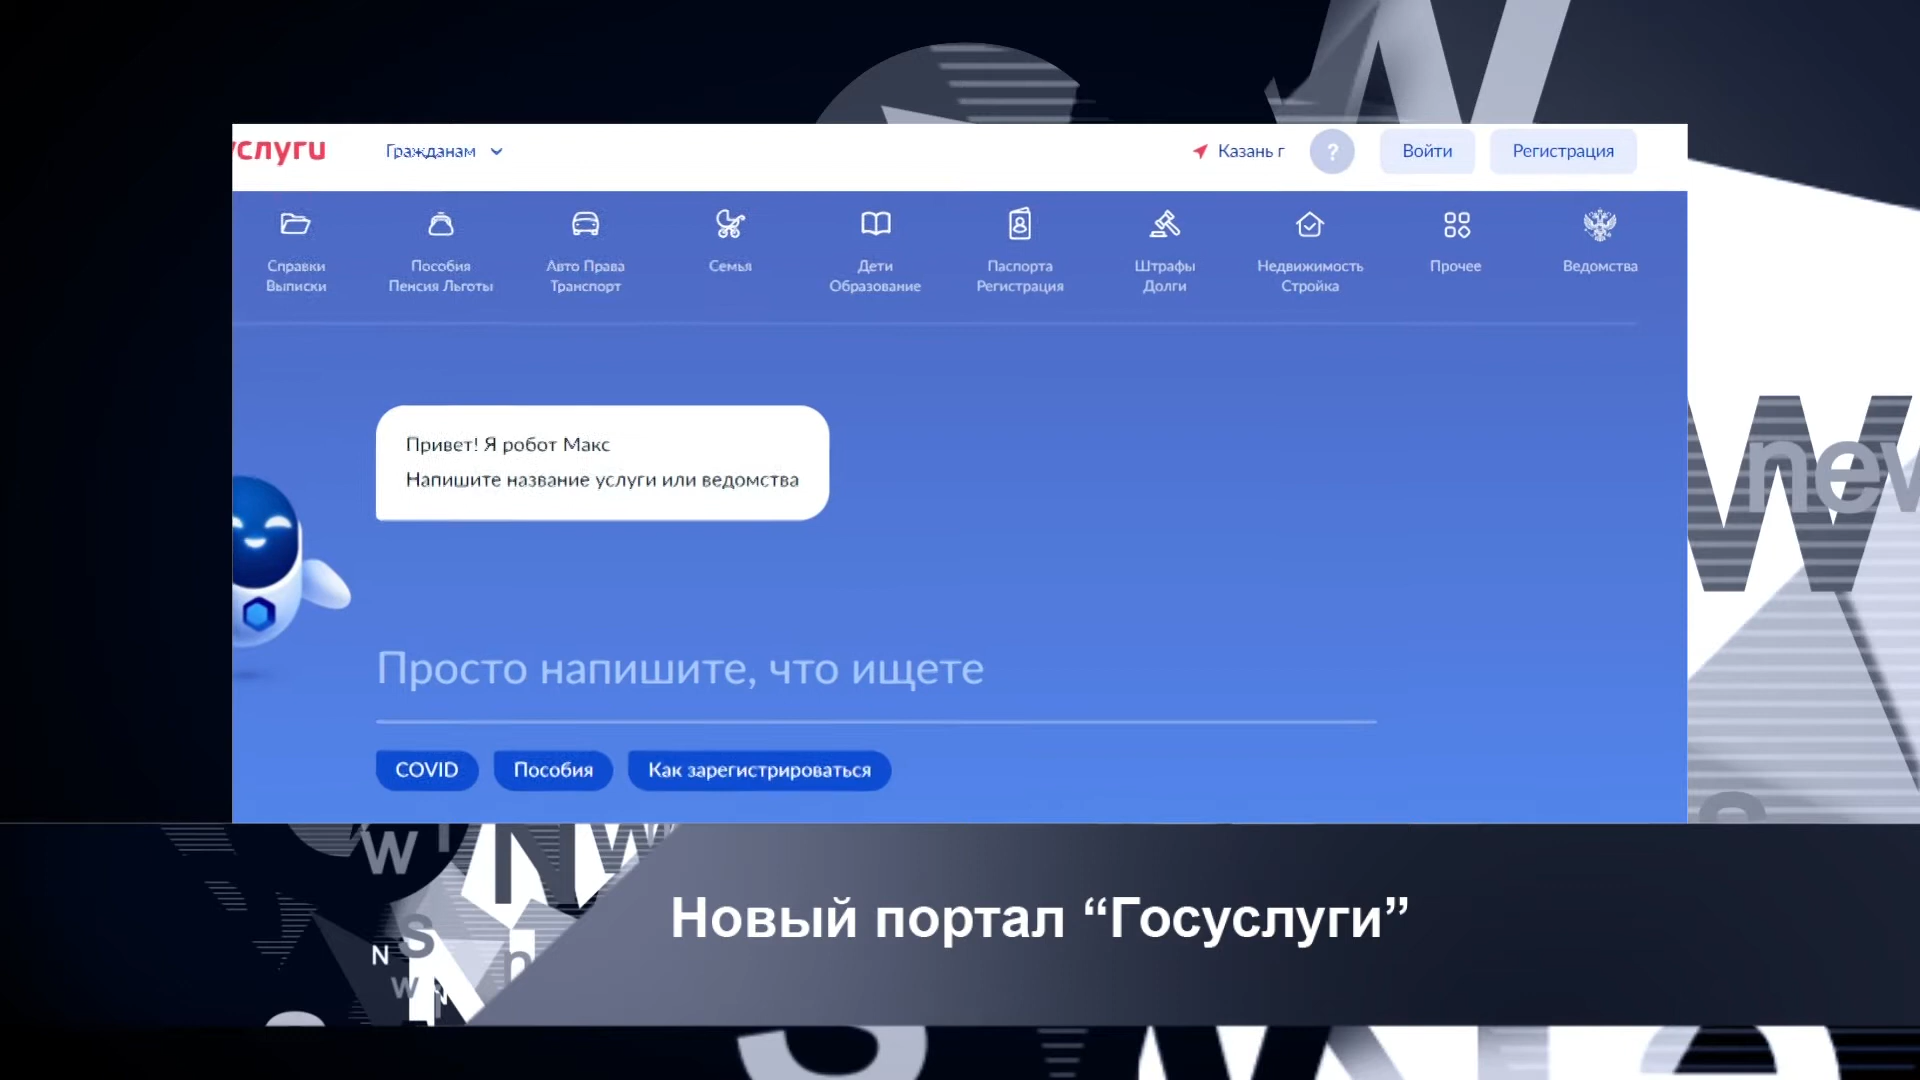 услуги
Гражданам
Казань г
?
Войти
Регистрация
Справки
Выписки
Пособия
Пенсия Льготы
Авто Права
Транспорт
Семья
Дети
Образование
Паспорта
Регистрация
Штрафы
Долги
Недвижимость
Стройка
Прочее
Ведомства
Привет! Я робот Макс
Напишите название услуги или ведомства
Просто напишите, что ищете
COVID
Пособия
Как зарегистрироваться
Новый портал “Госуслуги”